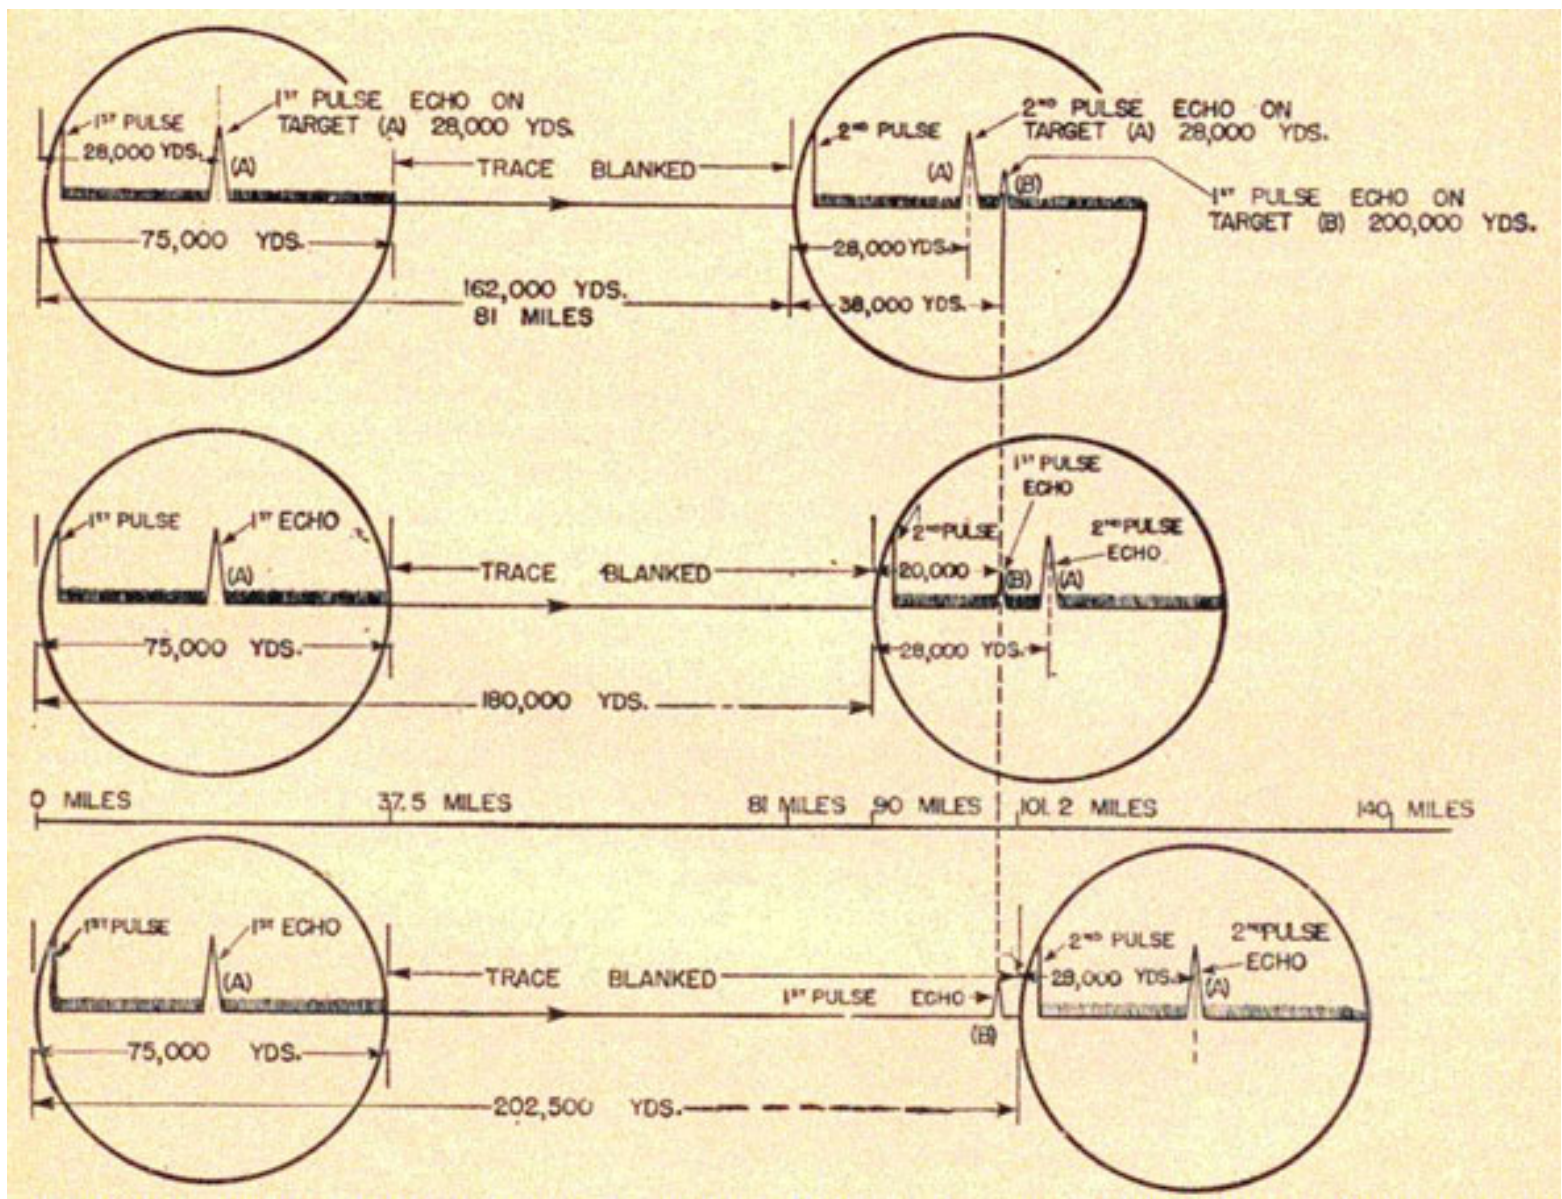 1ST PULSE ECHO ON
TARGET (A) 28,000 YDS.
1ST PULSE
28,000 YDS.
(A)
TRACE BLANKED
75,000 YDS.
162,000 YDS.
81 MILES
2ND PULSE ECHO ON
TARGET (A) 28,000 YDS.
2ND PULSE
(A)
(B)
1ST PULSE ECHO ON
TARGET (B) 200,000 YDS.
28,000 YDS.
38,000 YDS.
1ST PULSE
1ST ECHO
(A)
TRACE BLANKED
75,000 YDS.
180,000 YDS.
1ST PULSE
ECHO
2ND PULSE
2ND PULSE
ECHO
20,000
(B)
(A)
28,000 YDS.
0 MILES
37.5 MILES
81 MILES
90 MILES
101.2 MILES
140 MILES
1ST PULSE
1ST ECHO
(A)
TRACE BLANKED
1ST PULSE ECHO
(B)
75,000 YDS.
202,500 YDS.
2ND PULSE
2ND PULSE
ECHO
28,000 YDS.
(A)